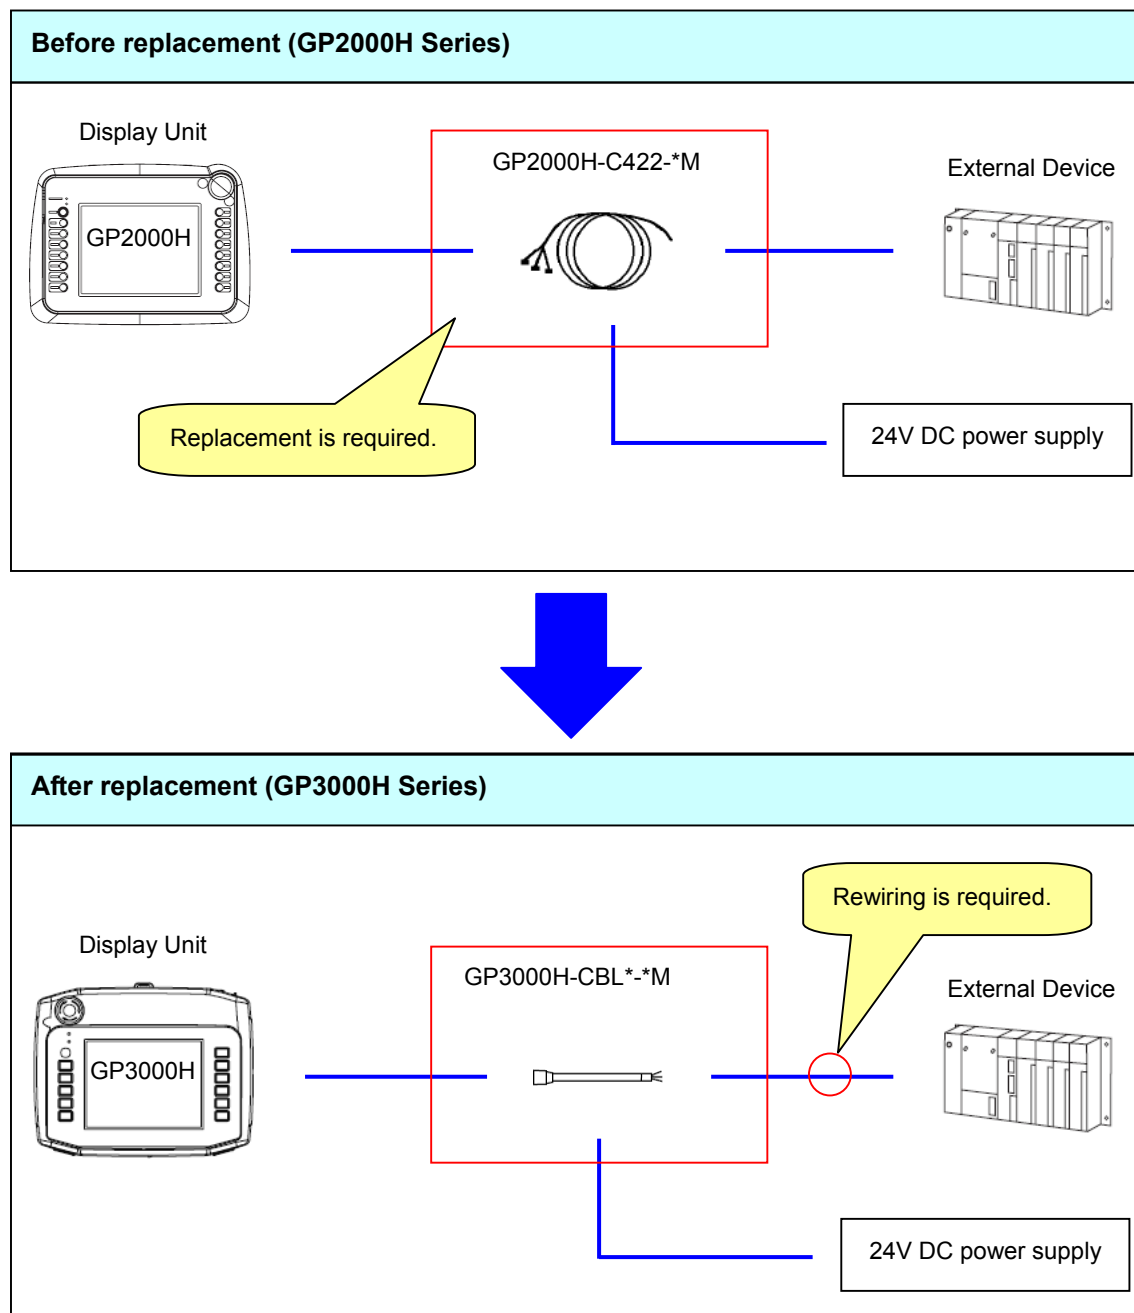 Before replacement (GP2000H Series)
Display Unit
GP2000H-C422-*M
External Device
GP2000H
Replacement is required.
24V DC power supply
After replacement (GP3000H Series)
Rewiring is required.
Display Unit
GP3000H-CBL*-*M
External Device
GP3000H
24V DC power supply